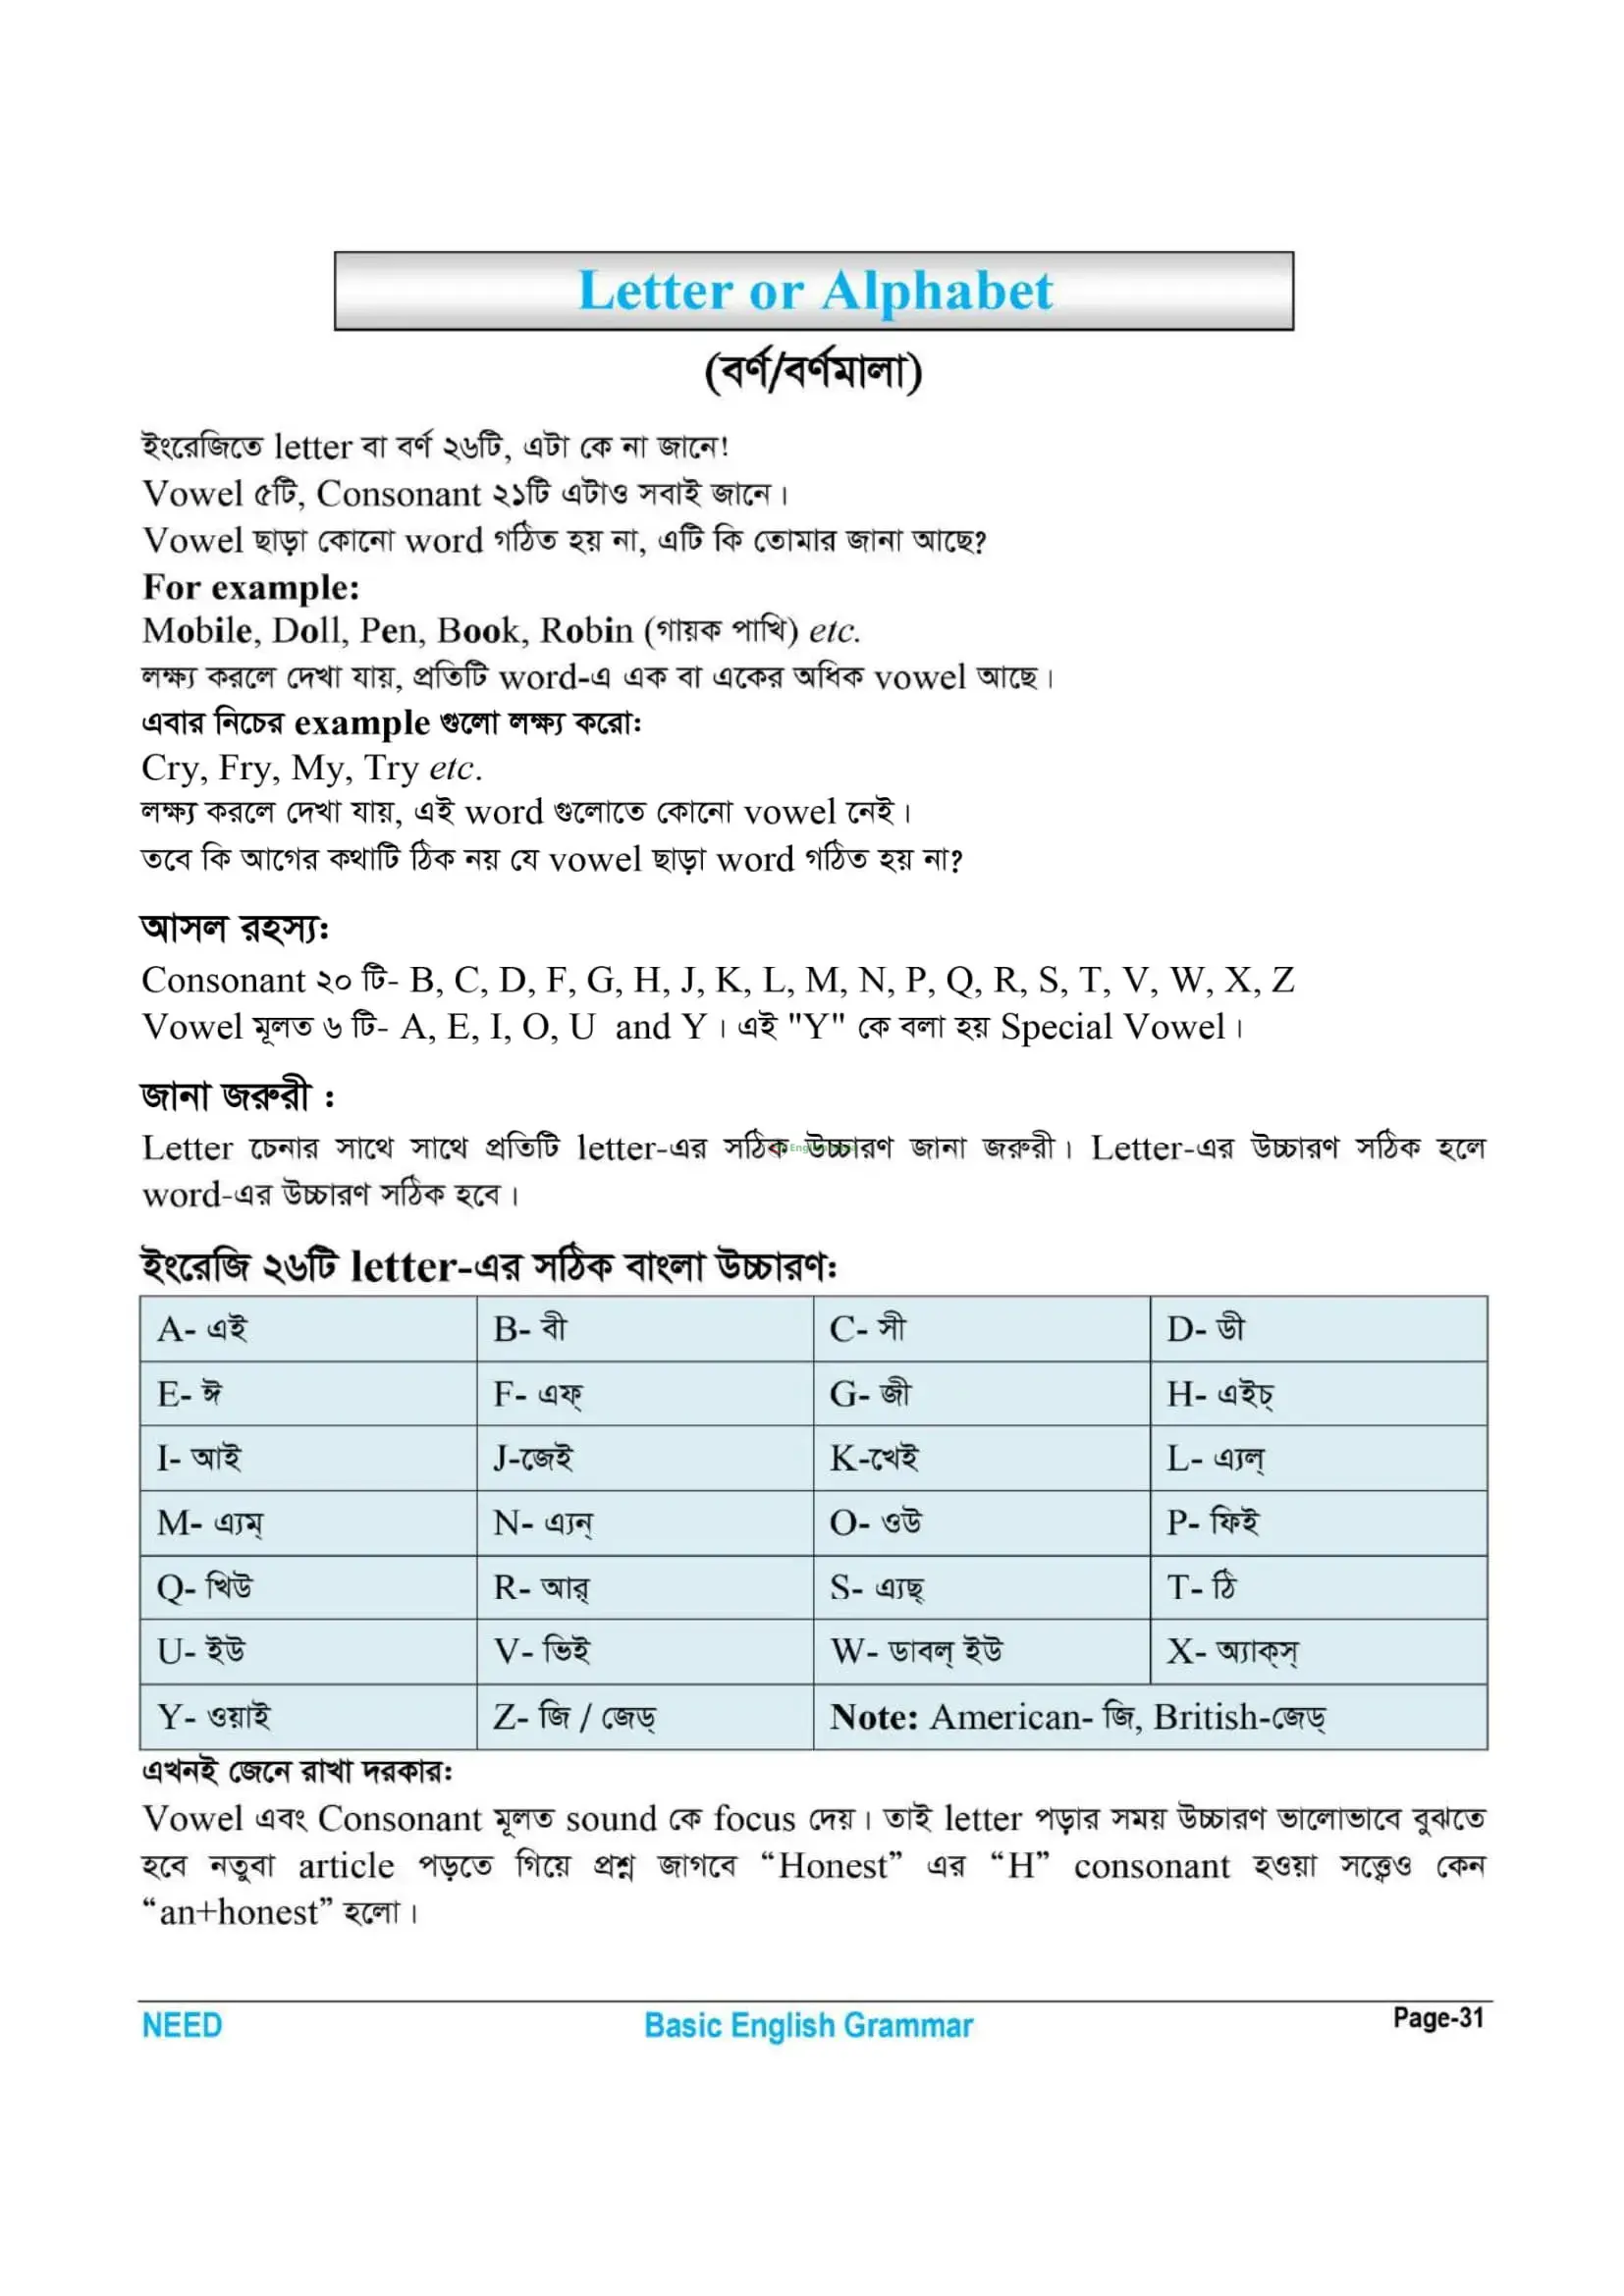 Letter or Alphabet
(বর্ণ/বর্ণমালা)
ইংরেজিতে letter বা বর্ণ ২৬টি, এটা কে না জানে!
Vowel ৫টি, Consonant ২১টি এটাও সবাই জানে।
Vowel ছাড়া কোনো word গঠিত হয় না, এটি কি তোমার জানা আছে?
For example:
Mobile, Doll, Pen, Book, Robin (গায়ক পাখি) etc.
লক্ষ্য করলে দেখা যায়, প্রতিটি word-এ এক বা একের অধিক vowel আছে।
এবার নিচের example গুলো লক্ষ্য করো:
Cry, Fry, My, Try etc.
লক্ষ্য করলে দেখা যায়, এই word গুলোতে কোনো vowel নেই।
তবে কি আগের কথাটি ঠিক নয় যে vowel ছাড়া word গঠিত হয় না?
আসল রহস্য:
Consonant ২০ টি- B, C, D, F, G, H, J, K, L, M, N, P, Q, R, S, T, V, W, X, Z
Vowel মূলত ৬ টি- A, E, I, O, U and Y। এই "Y" কে বলা হয় Special Vowel।
জানা জরুরী :
Letter চেনার সাথে সাথে প্রতিটি letter-এর সঠিক উচ্চারণ জানা জরুরী। Letter-এর উচ্চারণ সঠিক হলে
word-এর উচ্চারণ সঠিক হবে।
ইংরেজি ২৬টি letter-এর সঠিক বাংলা উচ্চারণ:
A- এই B- বী C- সী D- ডী
E- ঈ F- এফ্ G- জী H- এইচ্
I- আই J-জেই K-খেই L- এ্যল্
M- এ্যম্ N- এ্যন্ O- ওউ P- ফিই
Q- খিউ R- আর্ S- এ্যছ্ T- ঠি
U- ইউ V- ভিই W- ডাবল্ ইউ X- অ্যাক্স্
Y- ওয়াই Z- জি / জেড্ Note: American- জি, British-জেড্
এখনই জেনে রাখা দরকার:
Vowel এবং Consonant মূলত sound কে focus দেয়। তাই letter পড়ার সময় উচ্চারণ ভালোভাবে বুঝতে
হবে নতুবা article পড়তে গিয়ে প্রশ্ন জাগবে “Honest” এর “H” consonant হওয়া সত্ত্বেও কেন
“an+honest” হলো।
NEED Basic English Grammar Page-31